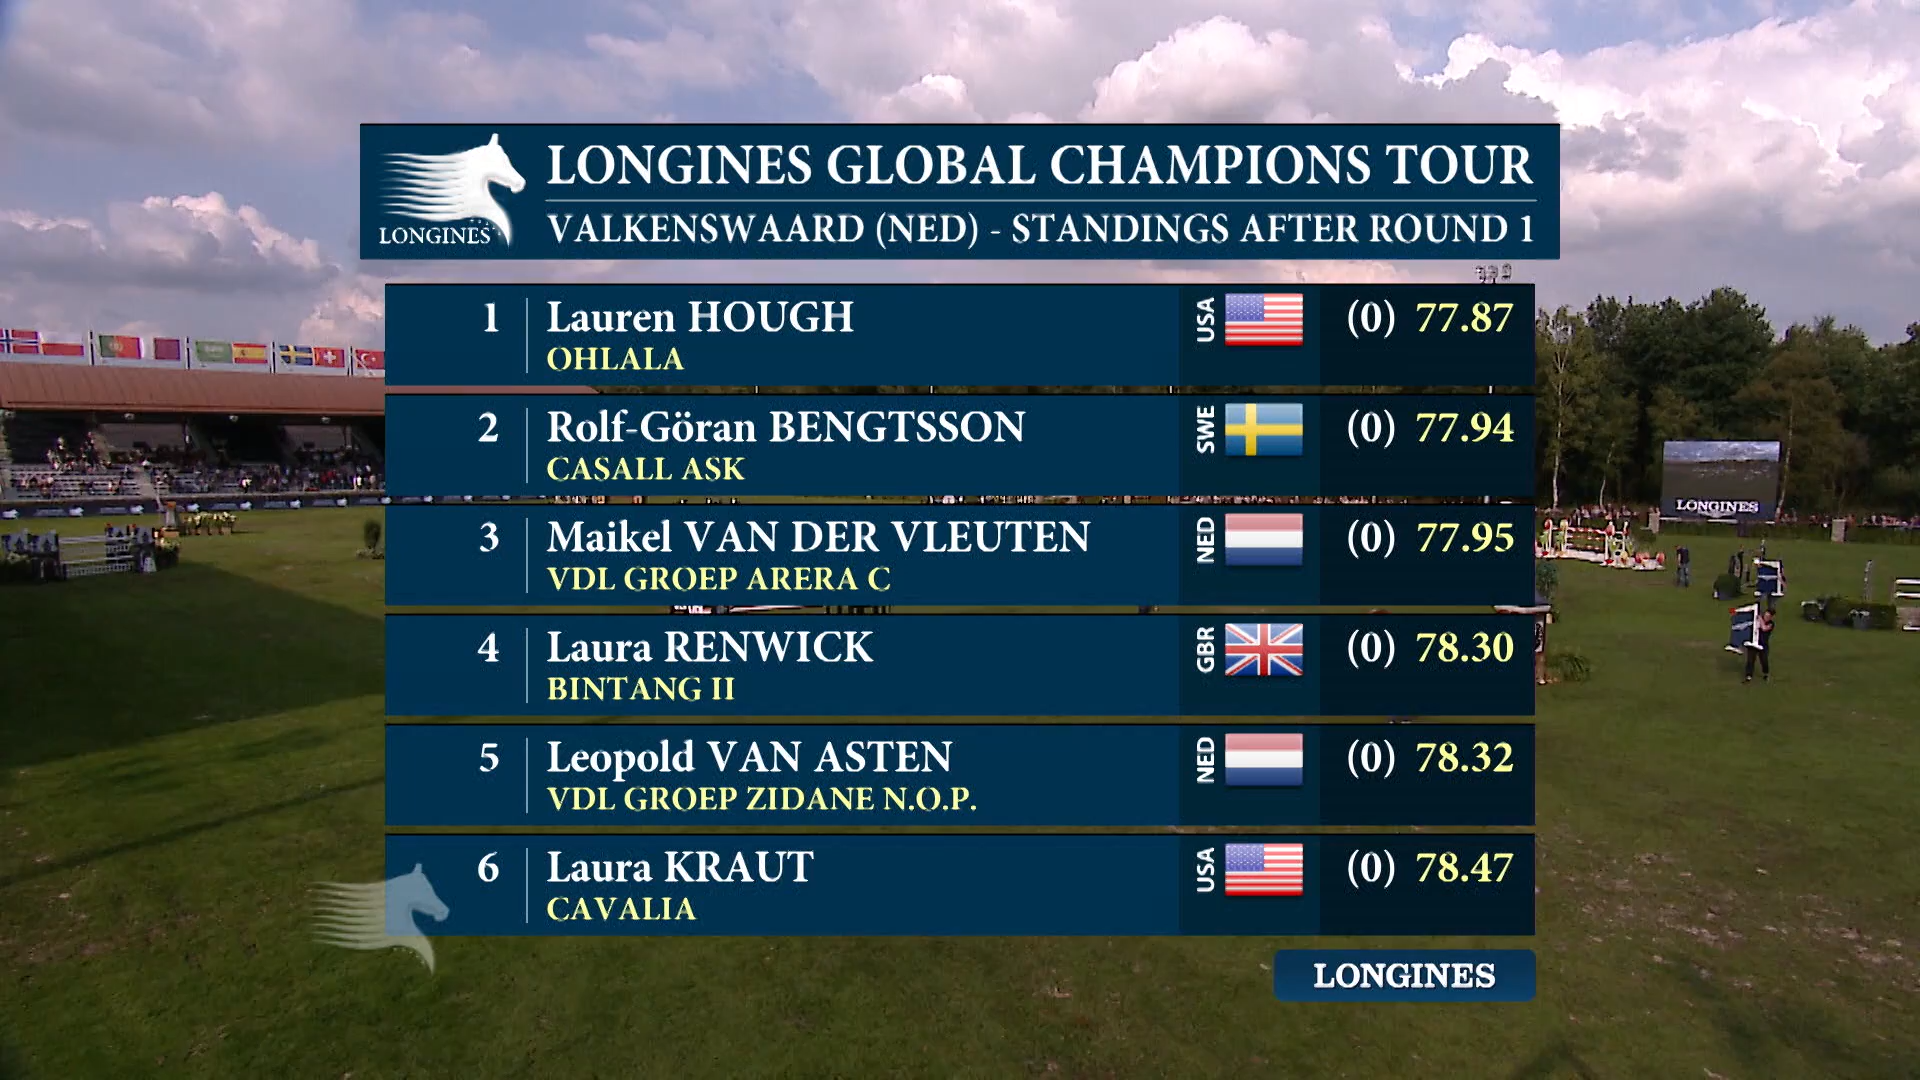 LONGINES GLOBAL CHAMPIONS TOUR
LONGINES
VALKENSWAARD (NED) - STANDINGS AFTER ROUND 1
1 Lauren HOUGH USA (0) 77.87
OHLALA
2 Rolf-Göran BENGTSSON SWE (0) 77.94
CASALL ASK
3 Maikel VAN DER VLEUTEN NED (0) 77.95
VDL GROEP ARERA C
LONGINES
4 Laura RENWICK GBR (0) 78.30
BINTANG II
5 Leopold VAN ASTEN NED (0) 78.32
VDL GROEP ZIDANE N.O.P.
6 Laura KRAUT USA (0) 78.47
CAVALIA
LONGINES